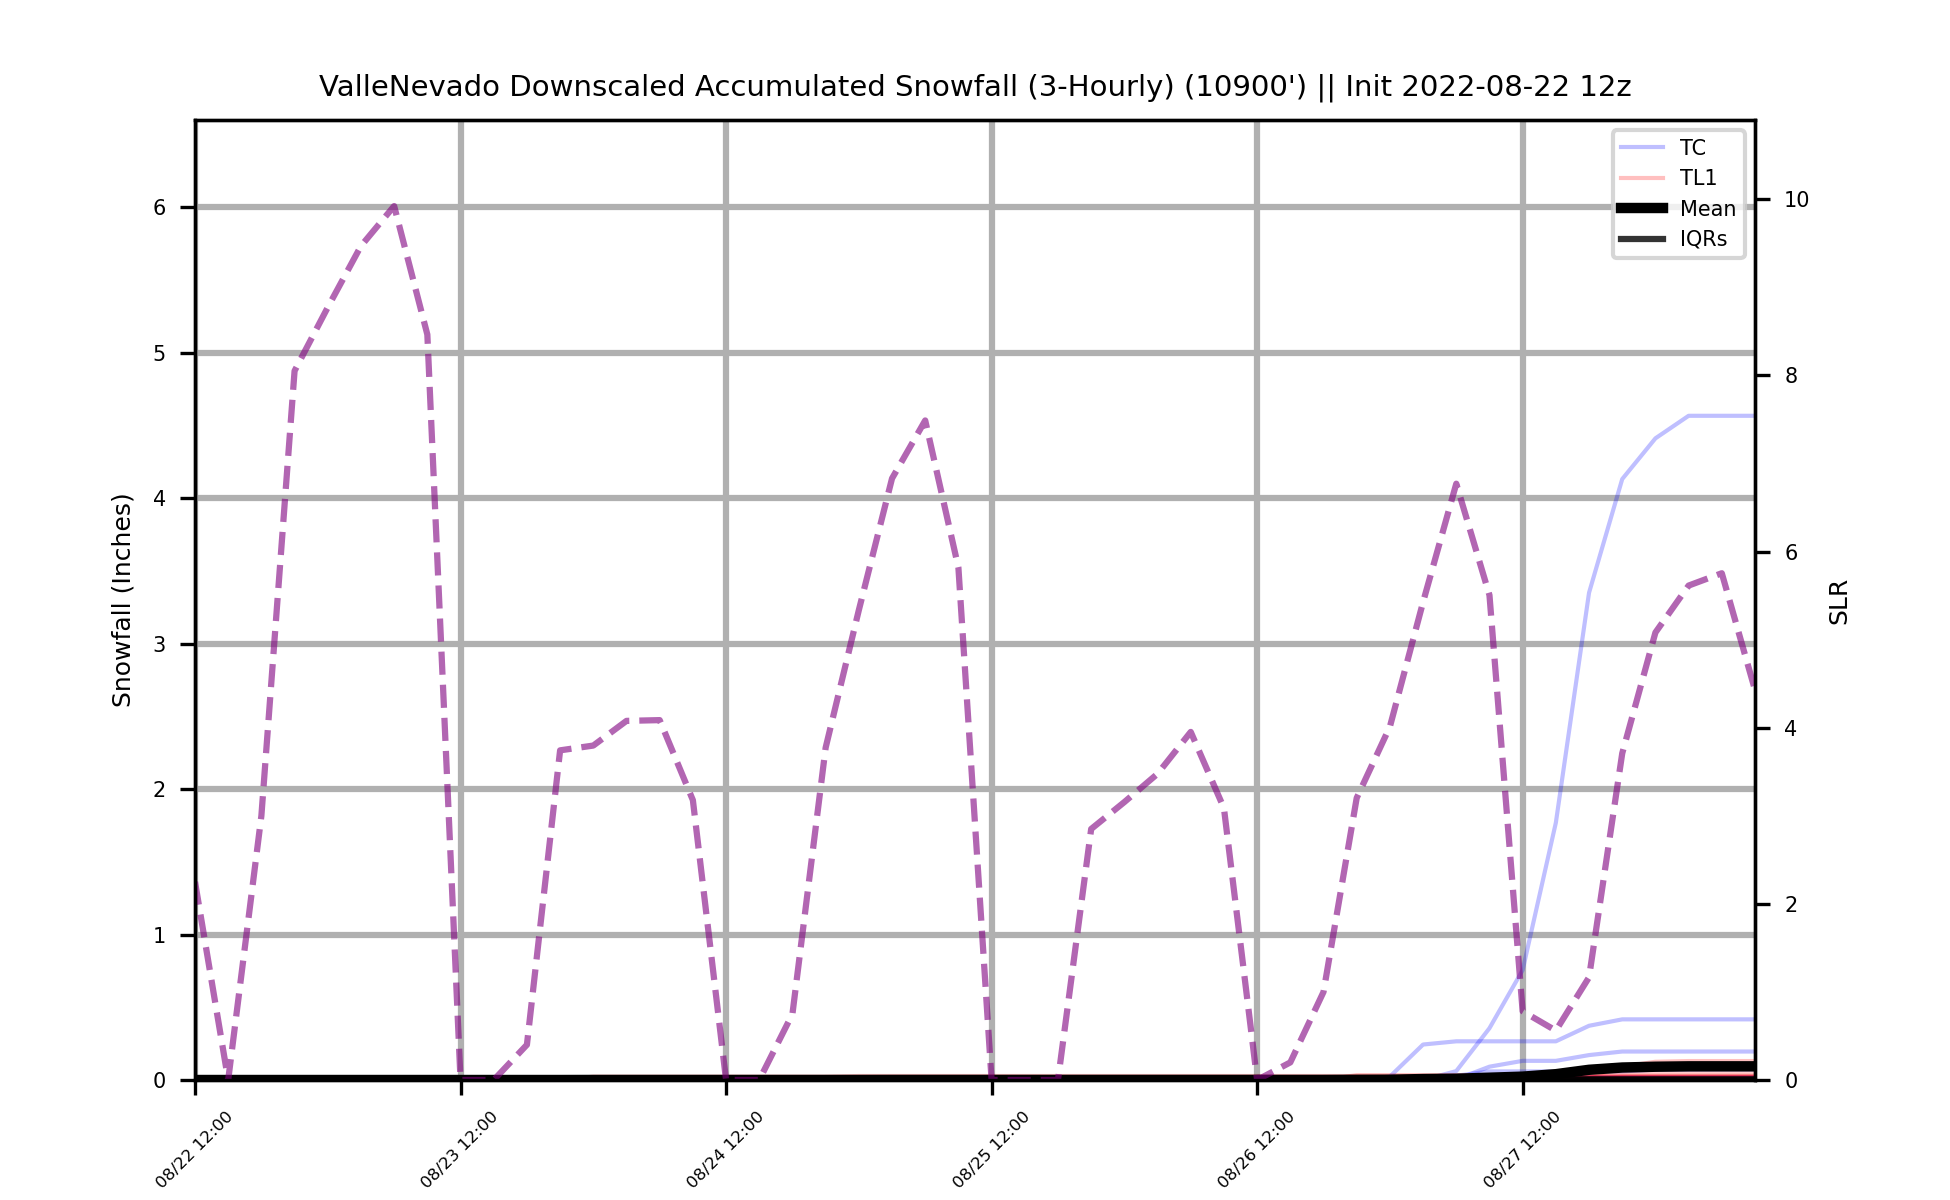 ValleNevado Downscaled Accumulated Snowfall (3-Hourly) (10900') || Init 2022-08-22 12z
TC
TL1
Mean
IQRs
6
5
4
3
2
1
0
Snowfall (Inches)
10
8
6
4
2
0
SLR
08/22 12:00
08/23 12:00
08/24 12:00
08/25 12:00
08/26 12:00
08/27 12:00